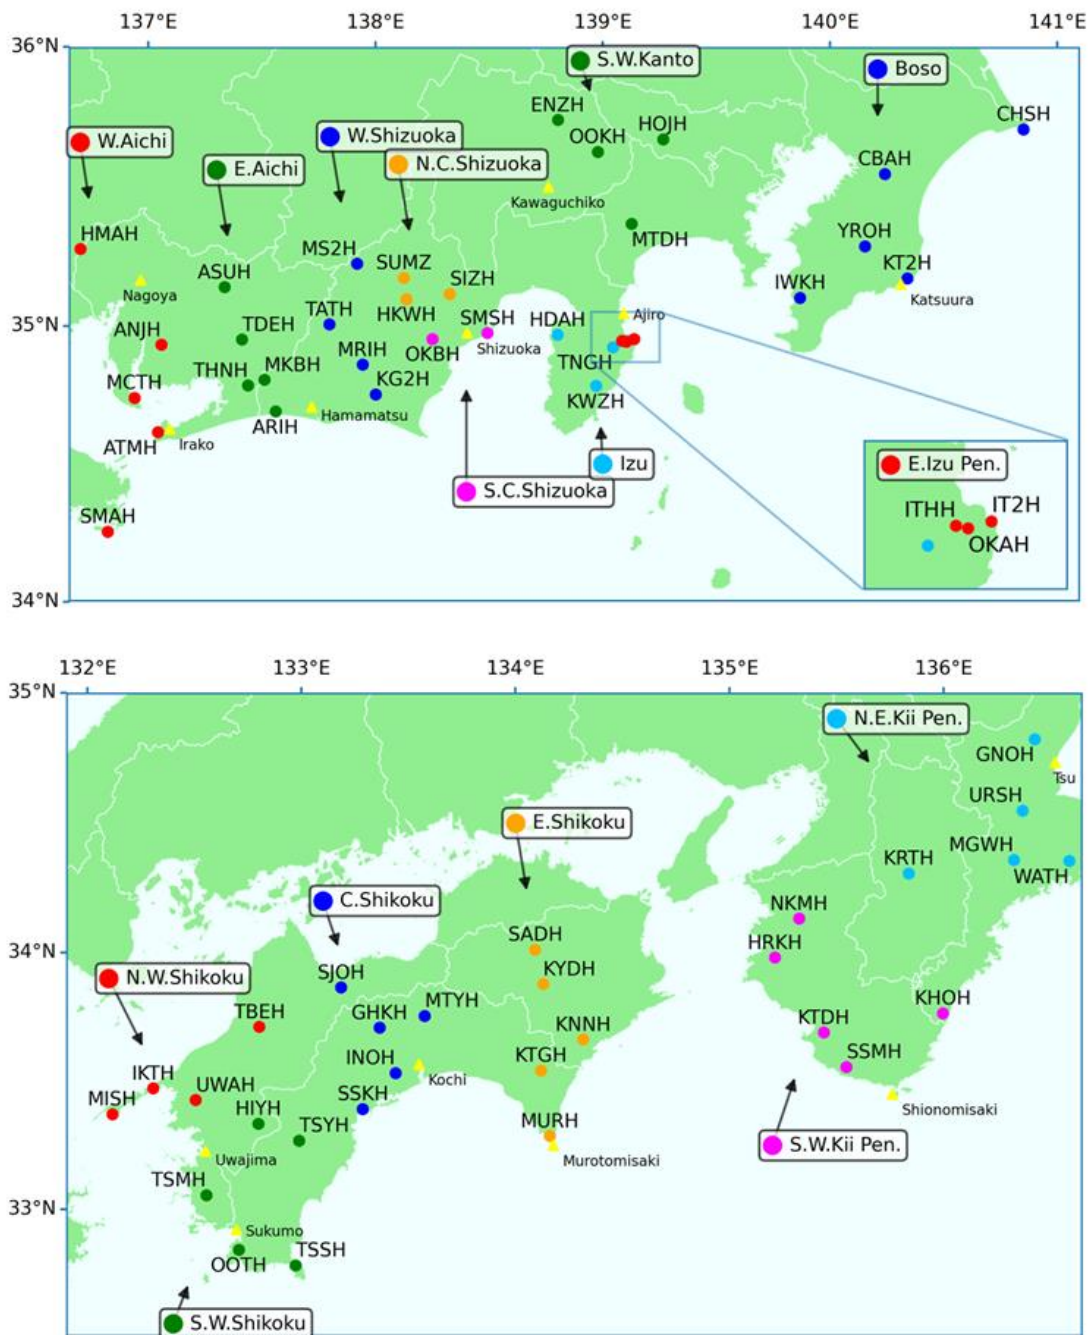 137°E 138°E 139°E 140°E 141°E
36°N
S.W.Kanto
Boso
ENZH
CHSH
W.Aichi
W.Shizuoka
OOKH
HOJH
E.Aichi
N.C.Shizuoka
CBAH
Kawaguchiko
HMAH
MTDH
YROH
MS2H
SUMZ
ASUH
SIZH
KT2H
Nagoya
IWKH
Katsuura
TATH
HKWH
SMSH
HDAH
Ajiro
35°N
ANJH
TDEH
OKBH
Shizuoka
MRIH
TNGH
THNH
MKBH
MCTH
KG2H
KWZH
Hamamatsu
ARIH
ATMH
Irako
Izu
E.Izu Pen.
S.C.Shizuoka
ITHH
IT2H
SMAH
OKAH
34°N
132°E 133°E 134°E 135°E 136°E
35°N
N.E.Kii Pen.
GNOH
Tsu
URSH
E.Shikoku
MGWH
KRTH
WATH
C.Shikoku
NKMH
SADH
34°N
HRKH
N.W.Shikoku
SJOH
KYDH
MTYH
KHOH
TBEH
GHKH
KNNH
KTDH
INOH
KTGH
SSMH
IKTH
Kochi
UWAH
MISH
SSKH
HIYH
Shionomisaki
TSYH
MURH
S.W.Kii Pen.
Uwajima
Murotomisaki
TSMH
33°N
Sukumo
TSSH
OOTH
S.W.Shikoku